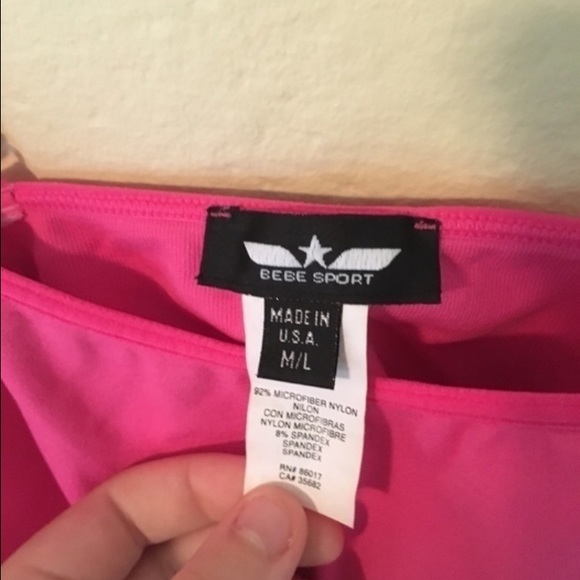 BEBE SPORT
MADE IN
U.S.A.
M/L
92% MICROFIBER NYLON
NILON
CON MICROFIBRAS
NYLON MICROFIBRE
8% SPANDEX
SPANDEX
SPANDEX
RN# 86017
CA# 35682